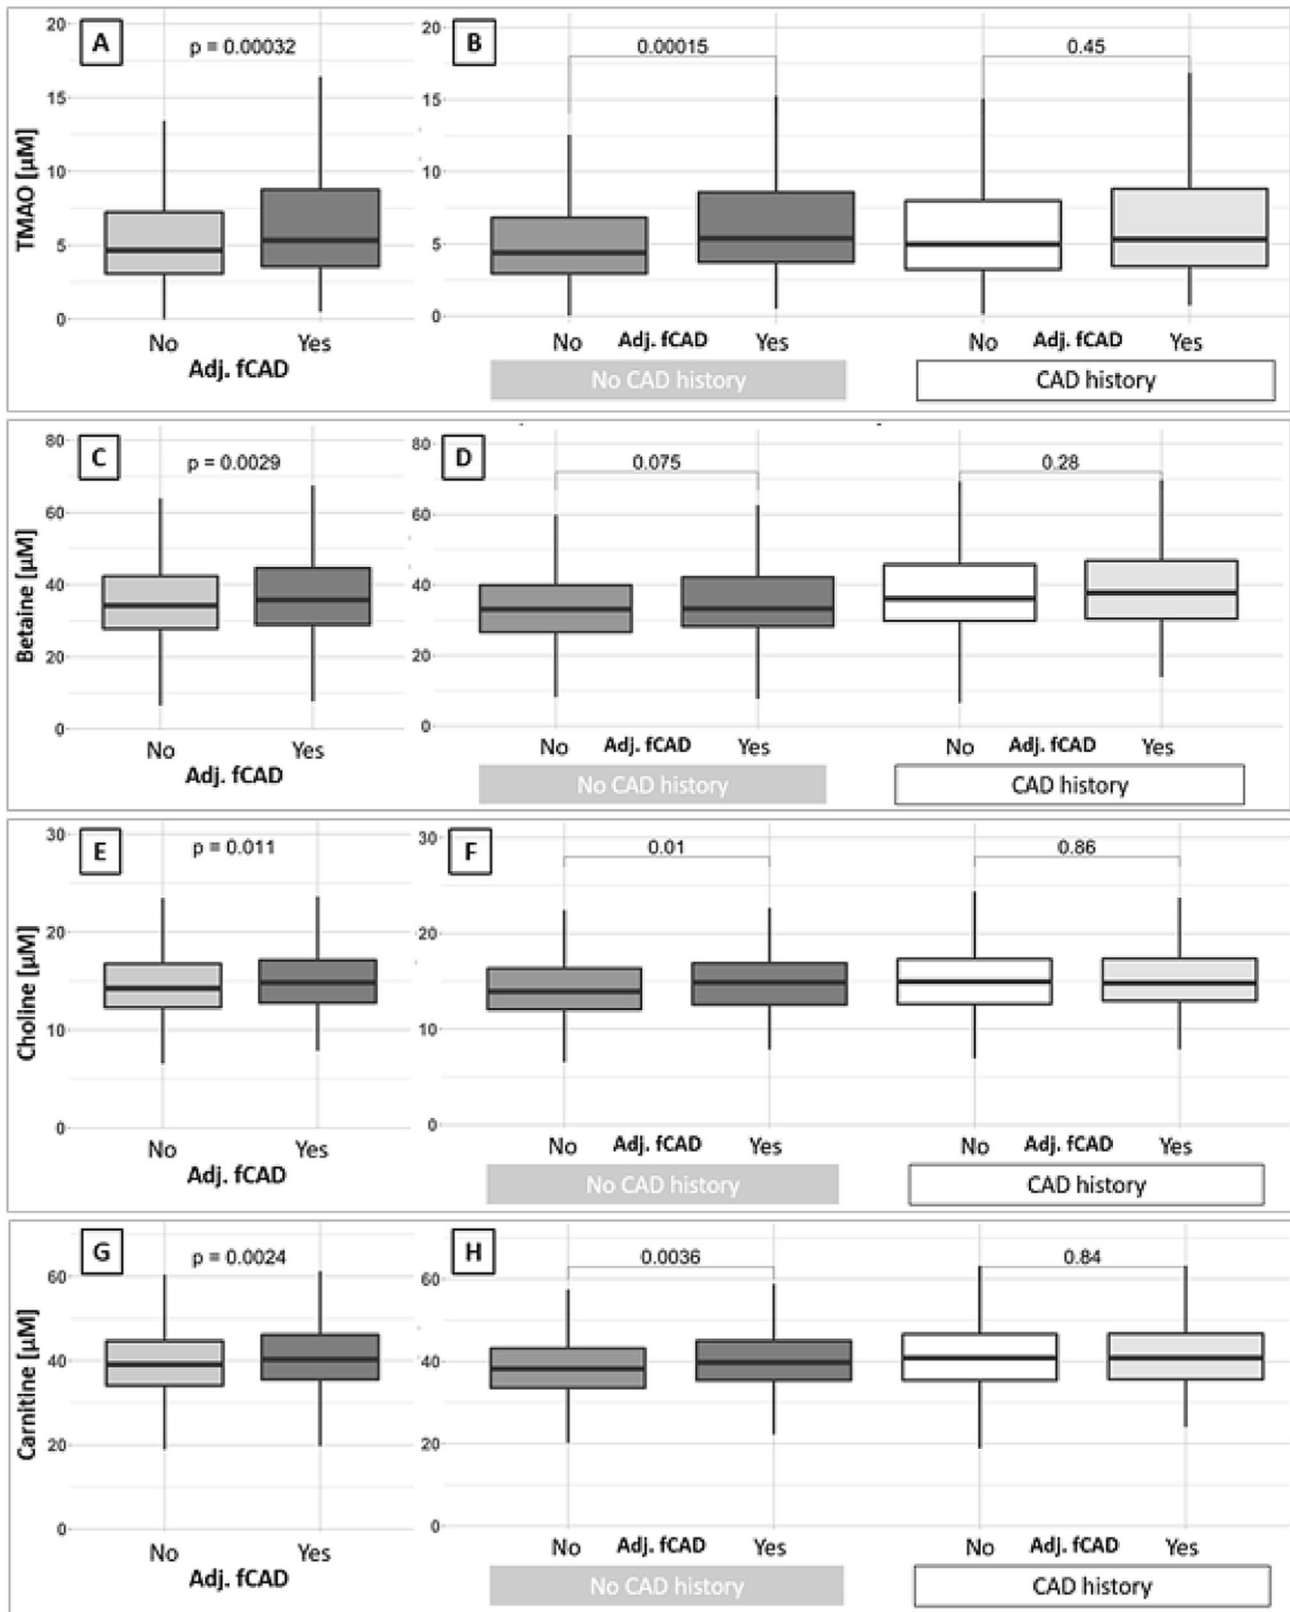 A
p = 0.00032
B
0.00015
0.45
TMAO [µM]
20
15
10
5
0
20
15
10
5
0
No
Yes
Adj. fCAD
No
Adj. fCAD
Yes
No
Adj. fCAD
Yes
No CAD history
CAD history
C
p = 0.0029
D
0.075
0.28
Betaine [µM]
80
60
40
20
0
80
60
40
20
0
No
Yes
Adj. fCAD
No
Adj. fCAD
Yes
No
Adj. fCAD
Yes
No CAD history
CAD history
E
p = 0.011
F
0.01
0.86
Choline [µM]
30
20
10
0
30
20
10
0
No
Yes
Adj. fCAD
No
Adj. fCAD
Yes
No
Adj. fCAD
Yes
No CAD history
CAD history
G
p = 0.0024
H
0.0036
0.84
Carnitine [µM]
60
40
20
0
60
40
20
0
No
Yes
Adj. fCAD
No
Adj. fCAD
Yes
No
Adj. fCAD
Yes
No CAD history
CAD history